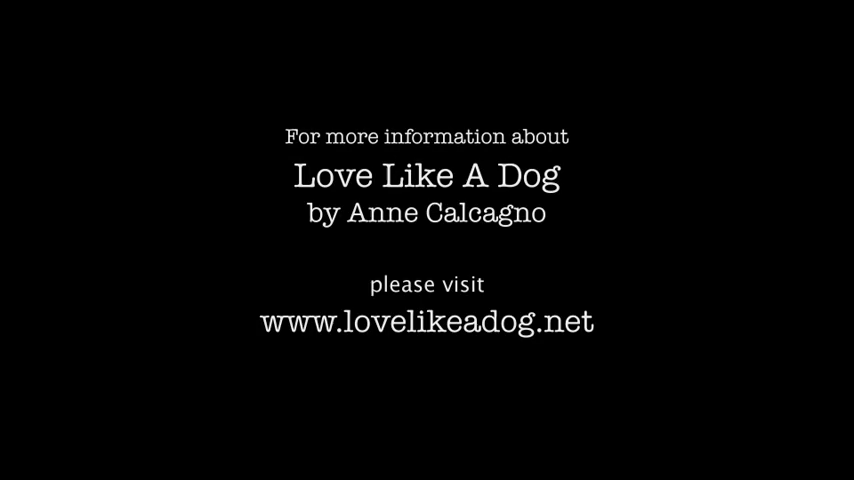 For more information about
Love Like A Dog
by Anne Calcagno
please visit
www.lovelikeadog.net